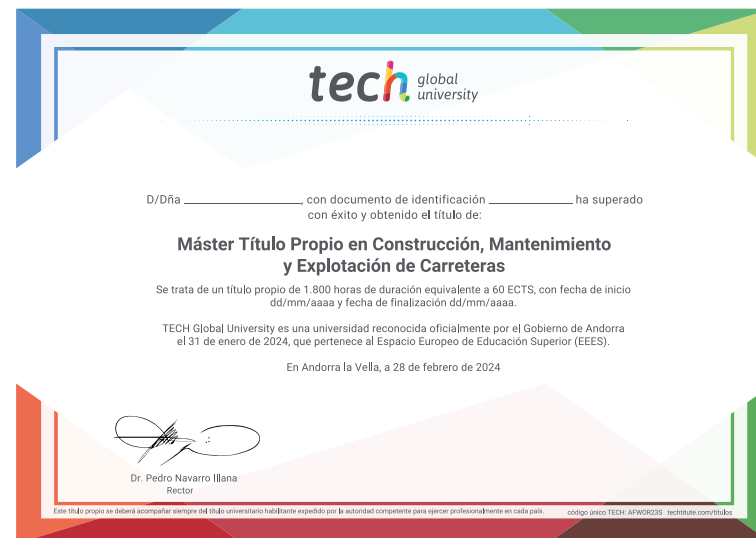 tech global university
D/Dña ____________________, con documento de identificación ______________ ha superado
con éxito y obtenido el título de:
Máster Título Propio en Construcción, Mantenimiento
y Explotación de Carreteras
Se trata de un título propio de 1.800 horas de duración equivalente a 60 ECTS, con fecha de inicio
dd/mm/aaaa y fecha de finalización dd/mm/aaaa.
TECH Global University es una universidad reconocida oficialmente por el Gobierno de Andorra
el 31 de enero de 2024, que pertenece al Espacio Europeo de Educación Superior (EEES).
En Andorra la Vella, a 28 de febrero de 2024
Dr. Pedro Navarro Illana
Rector
Este título propio se deberá acompañar siempre del título universitario habilitante expedido por la autoridad competente para ejercer profesionalmente en cada país. código único TECH: AFWOR23S techtitute.com/titulos